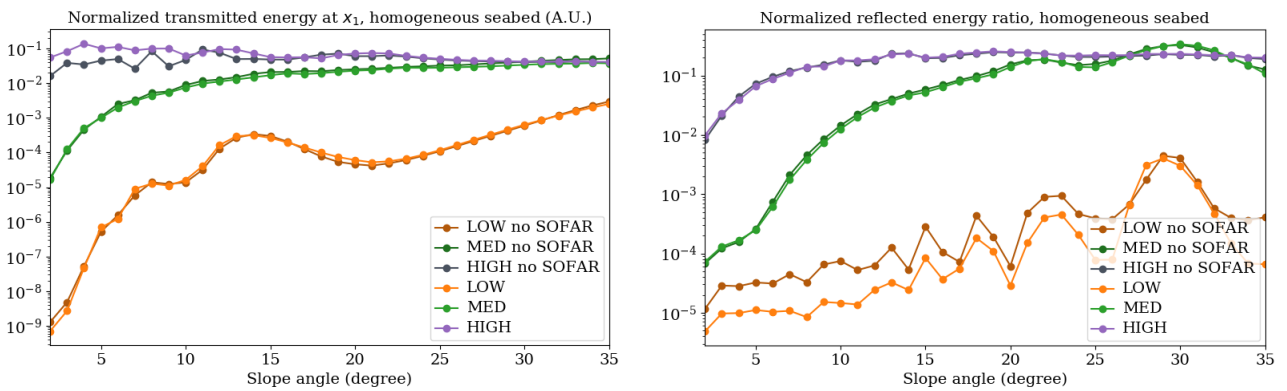 Normalized transmitted energy at x₁, homogeneous seabed (A.U.)
10⁻¹
10⁻²
10⁻³
10⁻⁴
10⁻⁵
10⁻⁶
10⁻⁷
10⁻⁸
10⁻⁹
LOW no SOFAR
MED no SOFAR
HIGH no SOFAR
LOW
MED
HIGH
5 10 15 20 25 30 35
Slope angle (degree)
Normalized reflected energy ratio, homogeneous seabed
10⁻¹
10⁻²
10⁻³
10⁻⁴
10⁻⁵
LOW no SOFAR
MED no SOFAR
HIGH no SOFAR
LOW
MED
HIGH
5 10 15 20 25 30 35
Slope angle (degree)